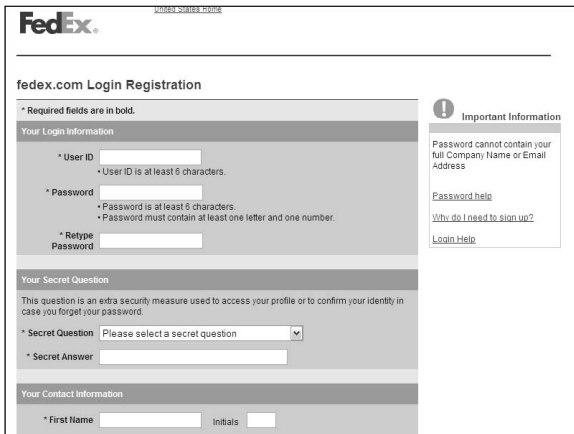 United States Home
FedEx®
fedex.com Login Registration
* Required fields are in bold.
Your Login Information
* User ID
• User ID is at least 6 characters.
* Password
• Password is at least 6 characters.
• Password must contain at least one letter and one number.
* Retype
Password
Your Secret Question
This question is an extra security measure used to access your profile or to confirm your identity in
case you forget your password.
* Secret Question Please select a secret question
* Secret Answer
Your Contact Information
* First Name Initials
! Important Information
Password cannot contain your
full Company Name or Email
Address
Password help
Why do I need to sign up?
Login Help